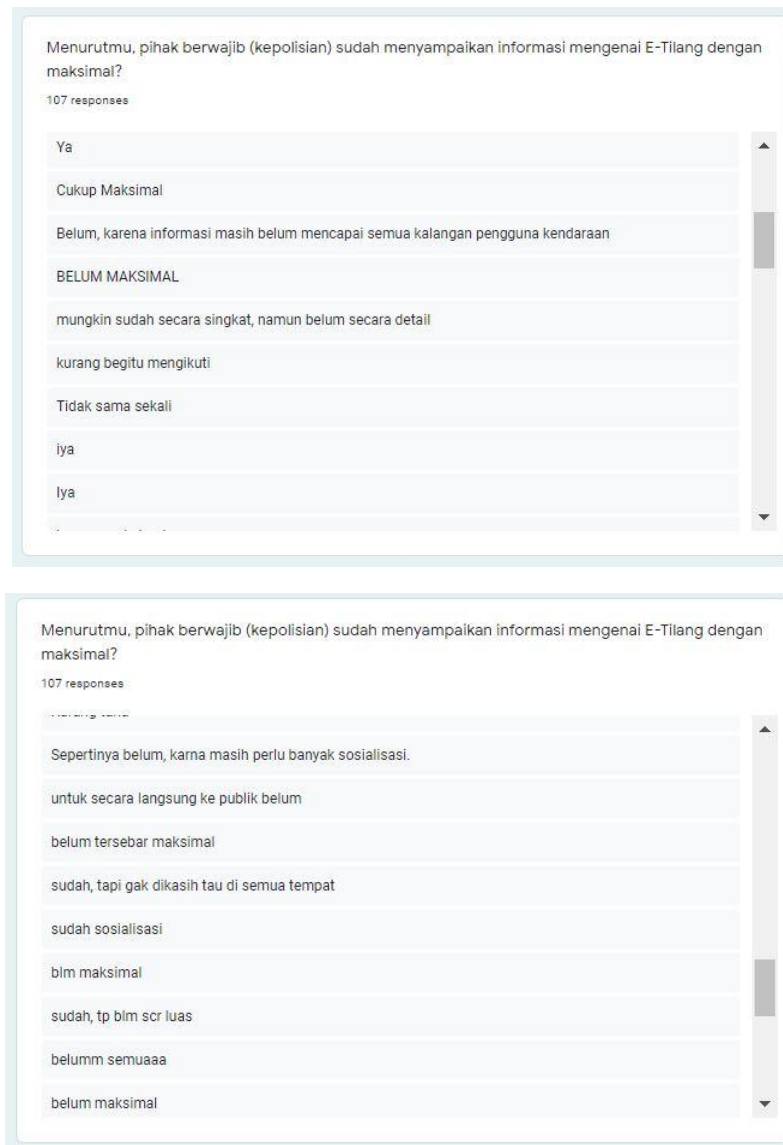 Menurutmu, pihak berwajib (kepolisian) sudah menyampaikan informasi mengenai E-Tilang dengan
maksimal?
107 responses
Ya
Cukup Maksimal
Belum, karena informasi masih belum mencapai semua kalangan pengguna kendaraan
BELUM MAKSIMAL
mungkin sudah secara singkat, namun belum secara detail
kurang begitu mengikuti
Tidak sama sekali
iya
Iya
Menurutmu, pihak berwajib (kepolisian) sudah menyampaikan informasi mengenai E-Tilang dengan
maksimal?
107 responses
Sepertinya belum, karna masih perlu banyak sosialisasi.
untuk secara langsung ke publik belum
belum tersebar maksimal
sudah, tapi gak dikasih tau di semua tempat
sudah sosialisasi
blm maksimal
sudah, tp blm scr luas
belumm semuaaa
belum maksimal